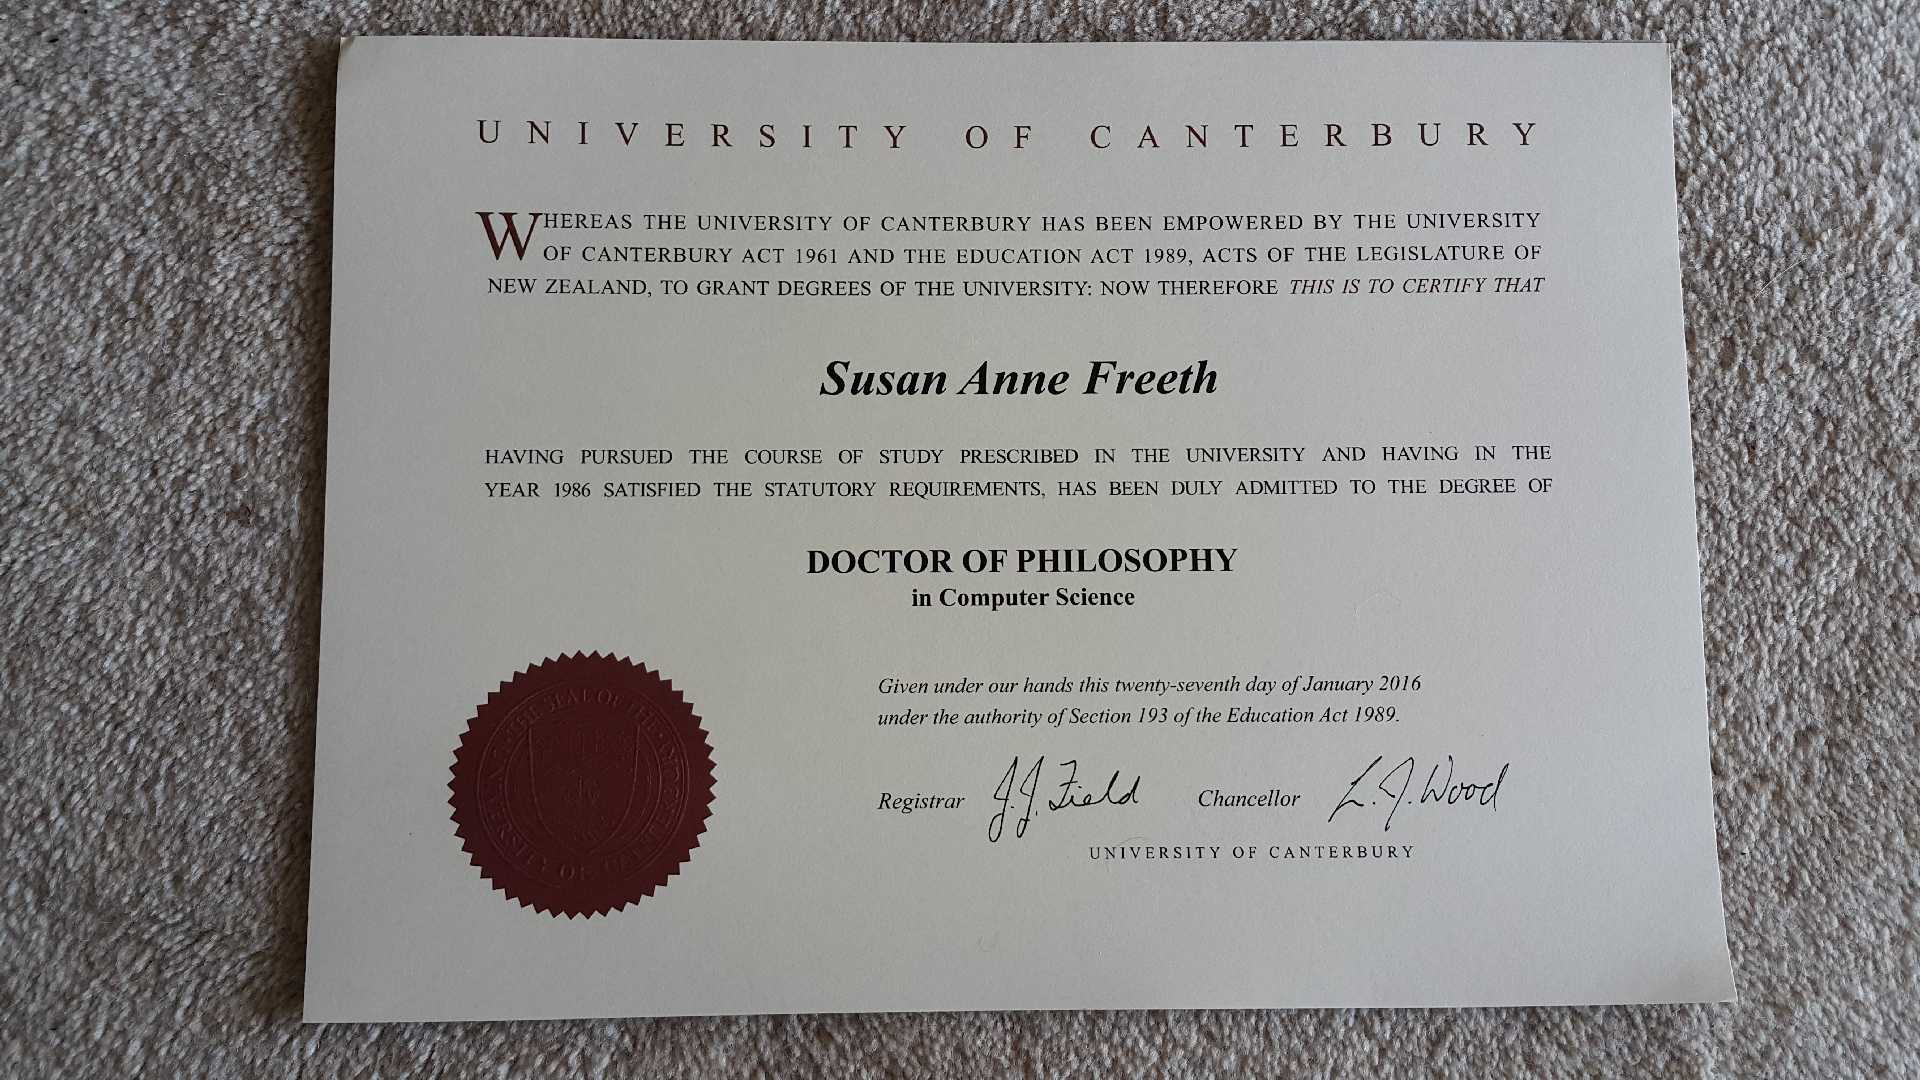 UNIVERSITY OF CANTERBURY
WHEREAS THE UNIVERSITY OF CANTERBURY HAS BEEN EMPOWERED BY THE UNIVERSITY
OF CANTERBURY ACT 1961 AND THE EDUCATION ACT 1989, ACTS OF THE LEGISLATURE OF
NEW ZEALAND, TO GRANT DEGREES OF THE UNIVERSITY: NOW THEREFORE THIS IS TO CERTIFY THAT
Susan Anne Freeth
HAVING PURSUED THE COURSE OF STUDY PRESCRIBED IN THE UNIVERSITY AND HAVING IN THE
YEAR 1986 SATISFIED THE STATUTORY REQUIREMENTS, HAS BEEN DULY ADMITTED TO THE DEGREE OF
DOCTOR OF PHILOSOPHY
in Computer Science
THE SEAL OF THE
OF
Given under our hands this twenty-seventh day of January 2016
under the authority of Section 193 of the Education Act 1989.
Registrar J.J. Field Chancellor L.J. Wood
UNIVERSITY OF CANTERBURY